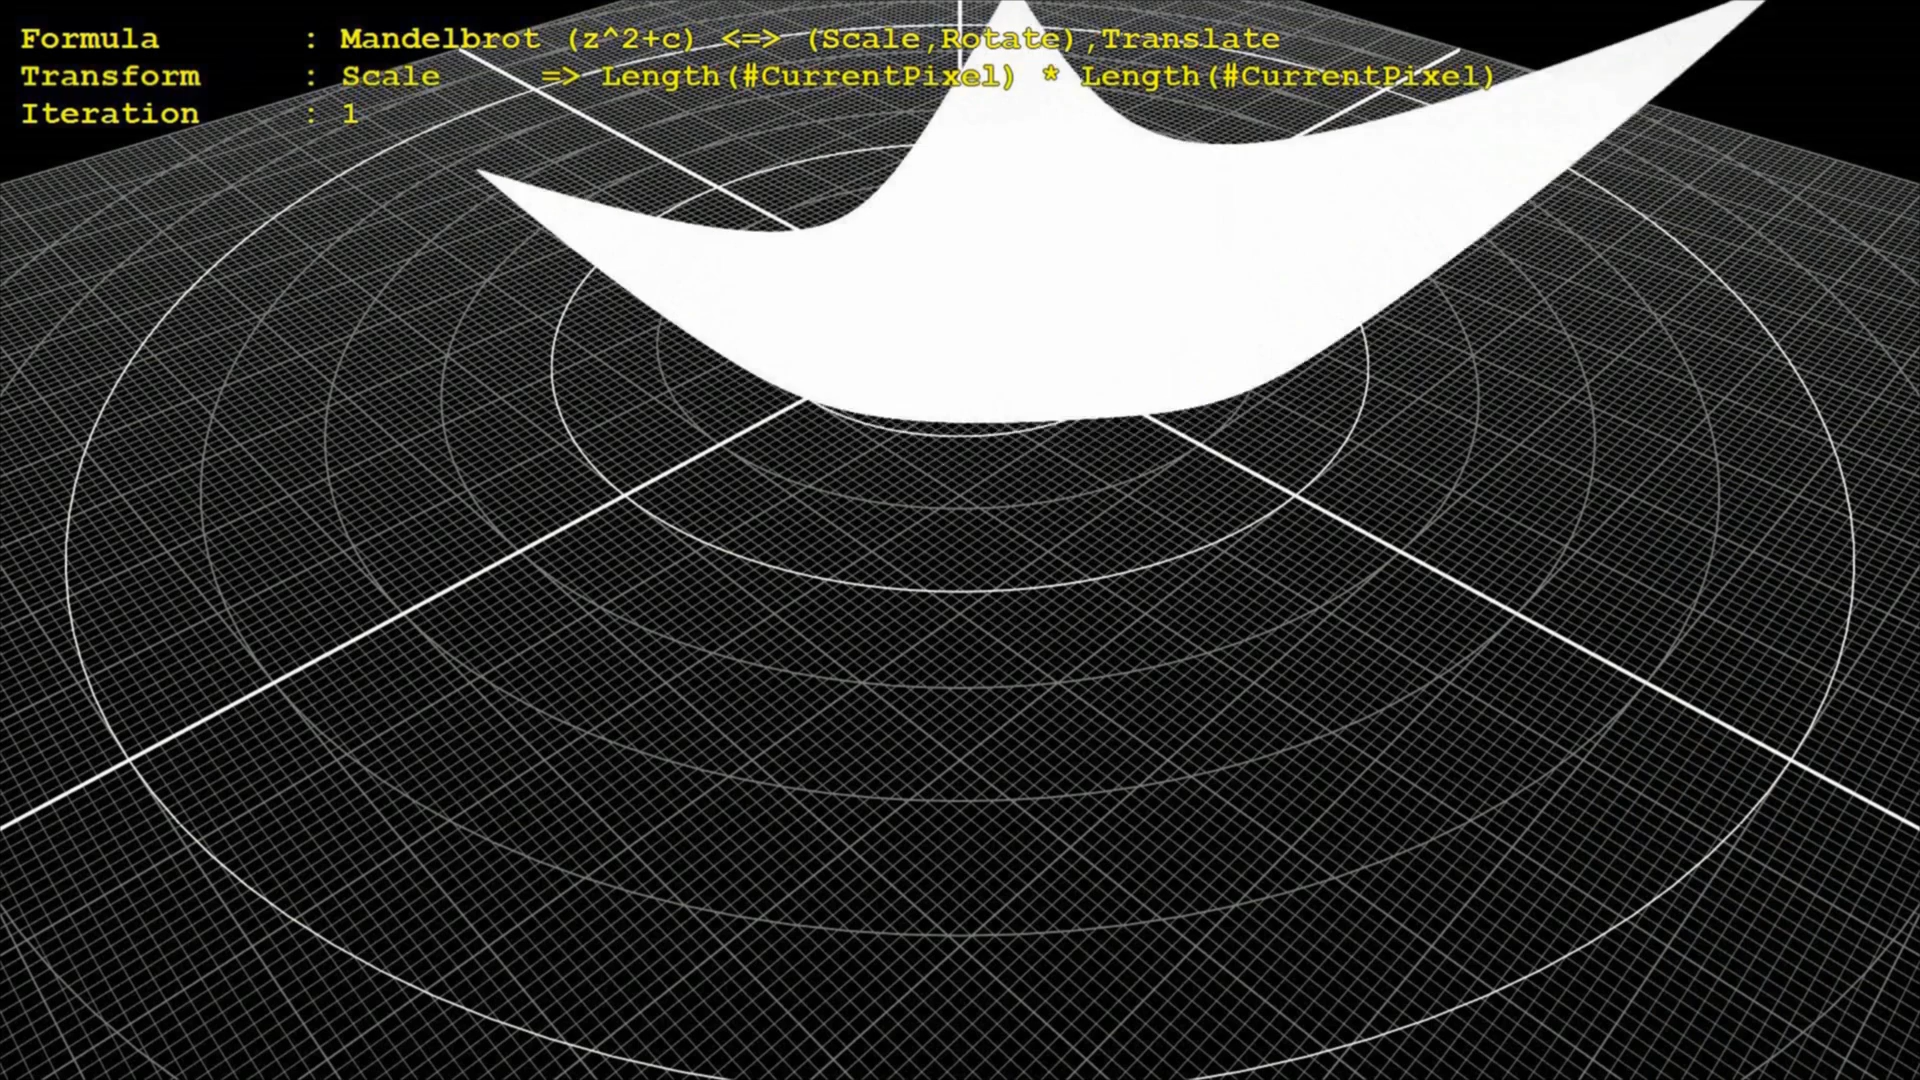 Formula : Mandelbrot (z^2+c) <=> (Scale,Rotate),Translate
Transform : Scale => Length(#CurrentPixel) * Length(#CurrentPixel)
Iteration : 1